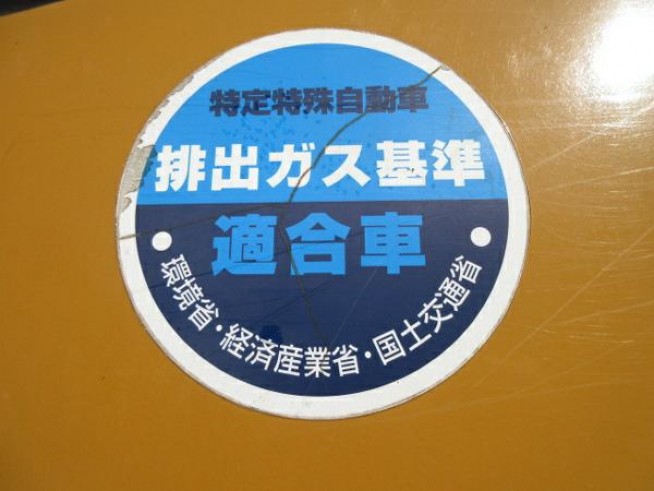 特定特殊自動車
排出ガス基準
適合車
環境省・経済産業省・国土交通省